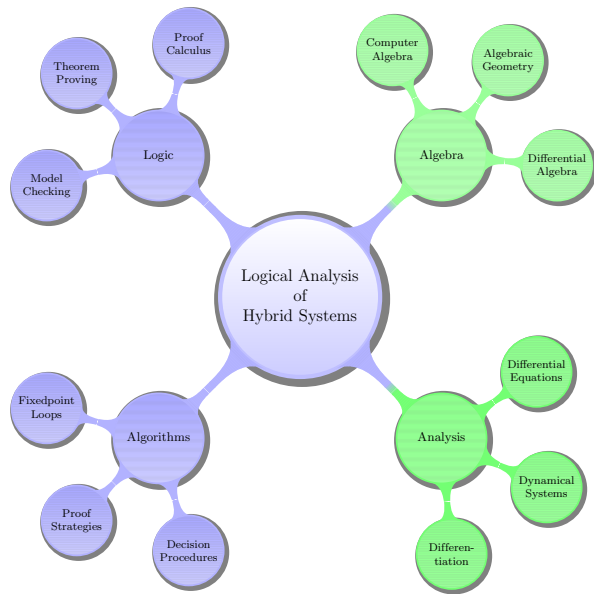 Proof
Calculus
Theorem
Proving
Model
Checking
Logic
Computer
Algebra
Algebraic
Geometry
Differential
Algebra
Algebra
Logical Analysis
of
Hybrid Systems
Fixedpoint
Loops
Proof
Strategies
Decision
Procedures
Algorithms
Differential
Equations
Dynamical
Systems
Differen-
tiation
Analysis